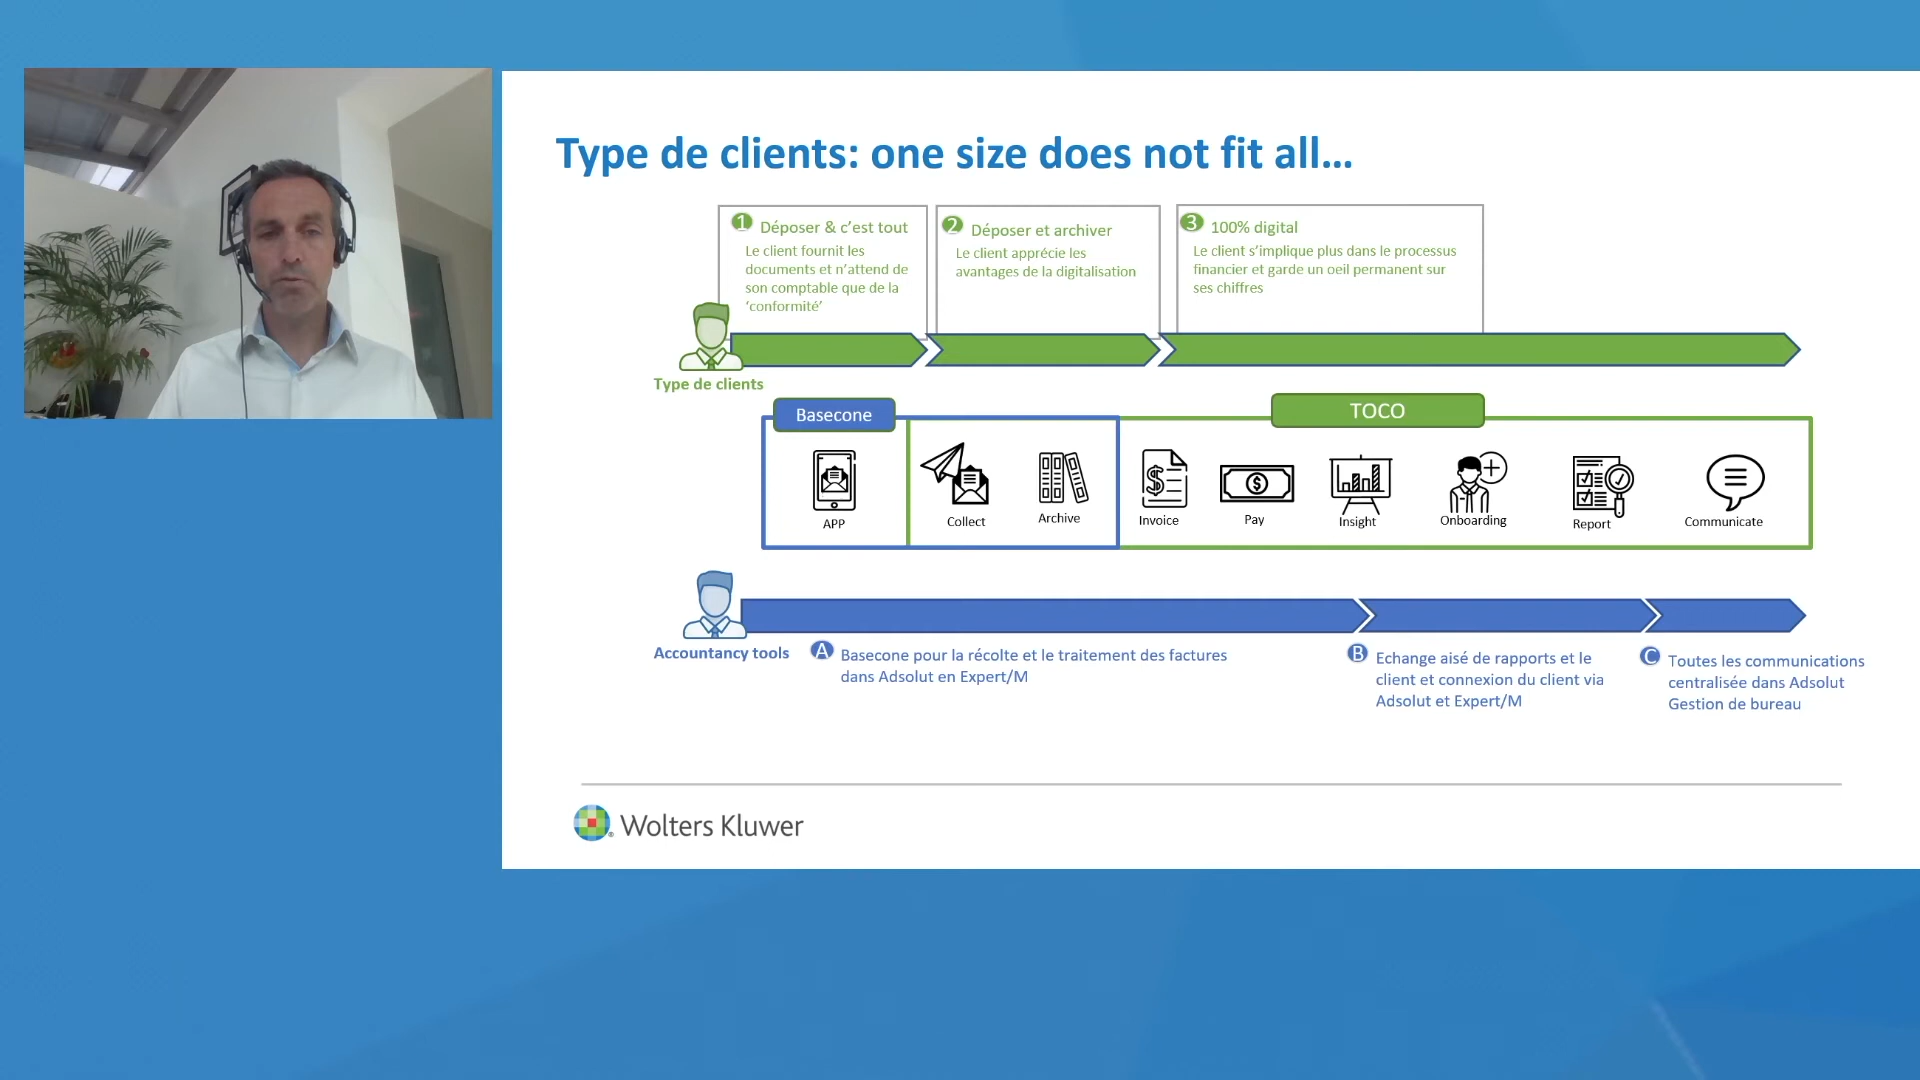 Type de clients: one size does not fit all...
1 Déposer & c'est tout
Le client fournit les
documents et n'attend de
son comptable que de la
'conformité'
2 Déposer et archiver
Le client apprécie les
avantages de la digitalisation
3 100% digital
Le client s'implique plus dans le processus
financier et garde un oeil permanent sur
ses chiffres
Type de clients
Basecone
TOCO
APP
Collect
Archive
Invoice
Pay
Insight
Onboarding
Report
Communicate
Accountancy tools
A Basecone pour la récolte et le traitement des factures
dans Adsolut en Expert/M
B Echange aisé de rapports et le
client et connexion du client via
Adsolut et Expert/M
C Toutes les communications
centralisée dans Adsolut
Gestion de bureau
Wolters Kluwer